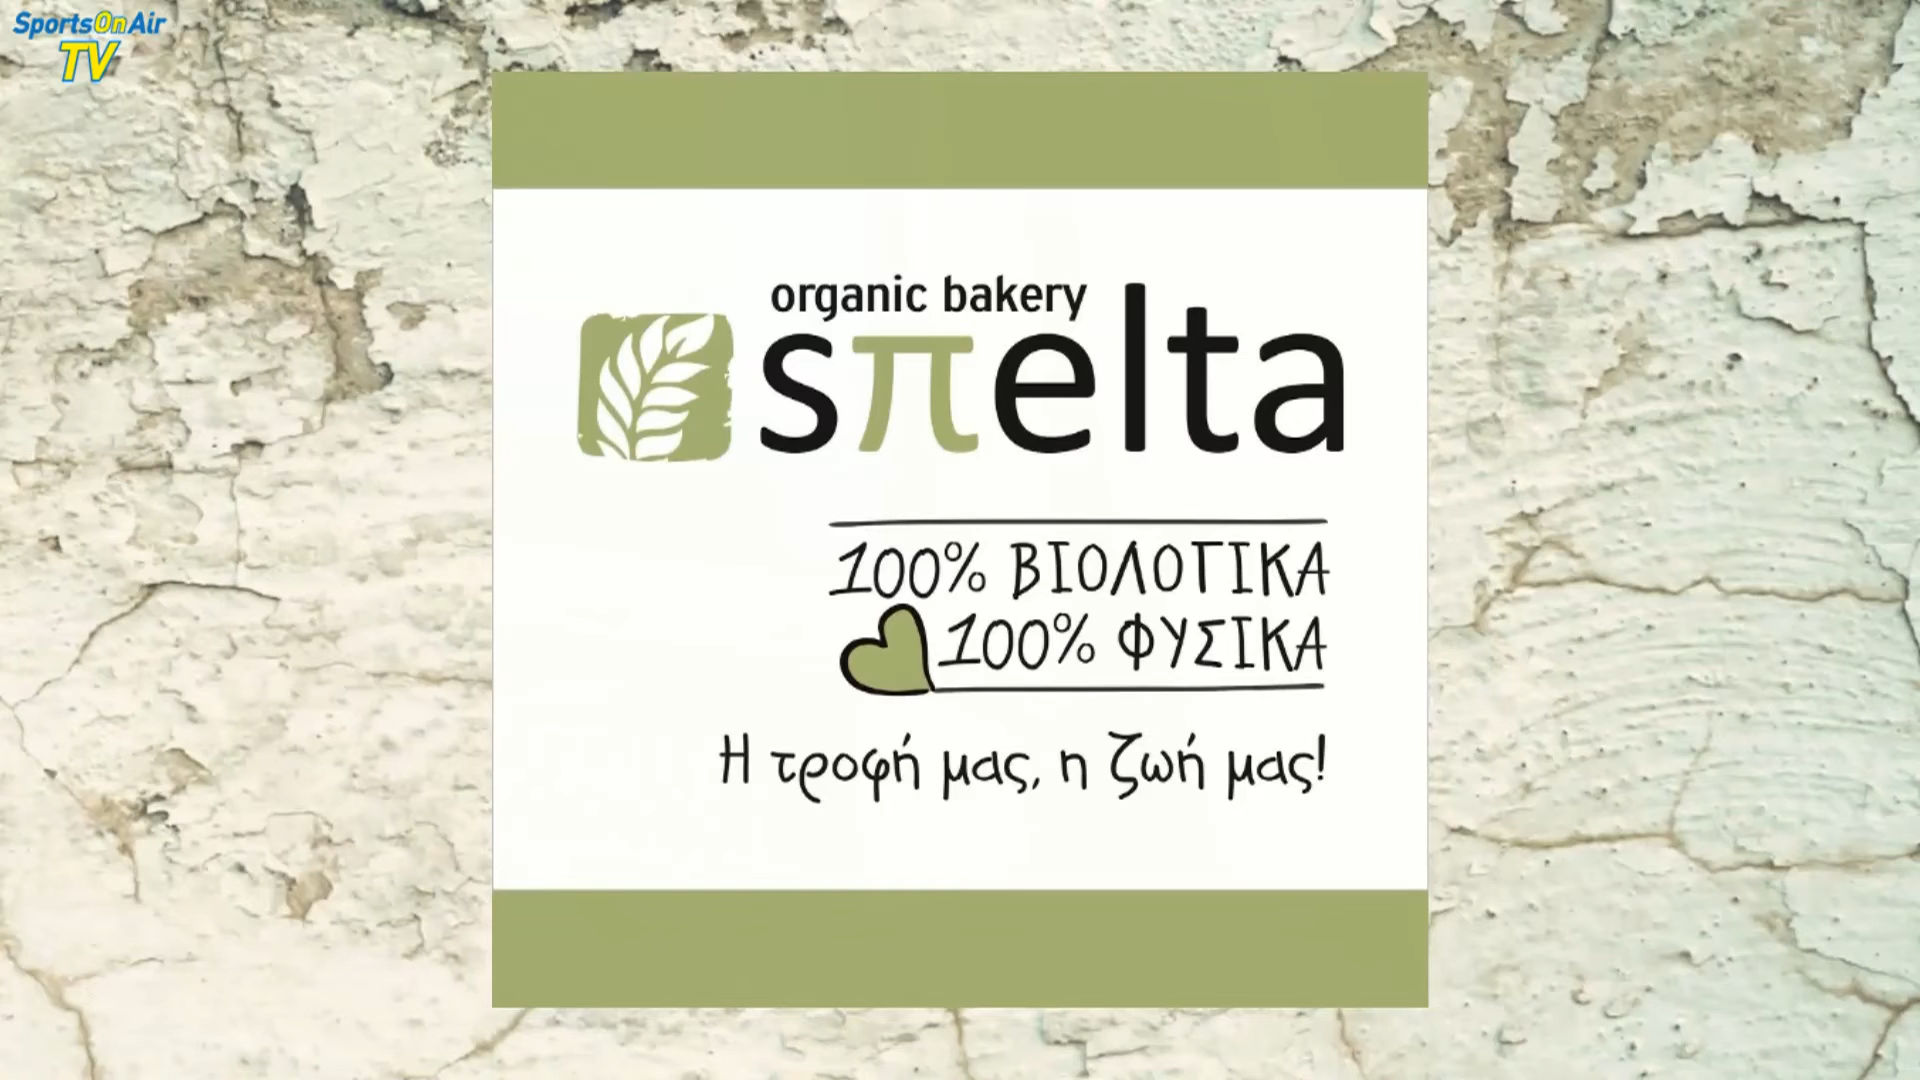 SportsOnAir
TV
organic bakery
sπelta
100% ΒΙΟΛΟΓΙΚΑ
100% ΦΥΣΙΚΑ
Η τροφή μας, η ζωή μας!